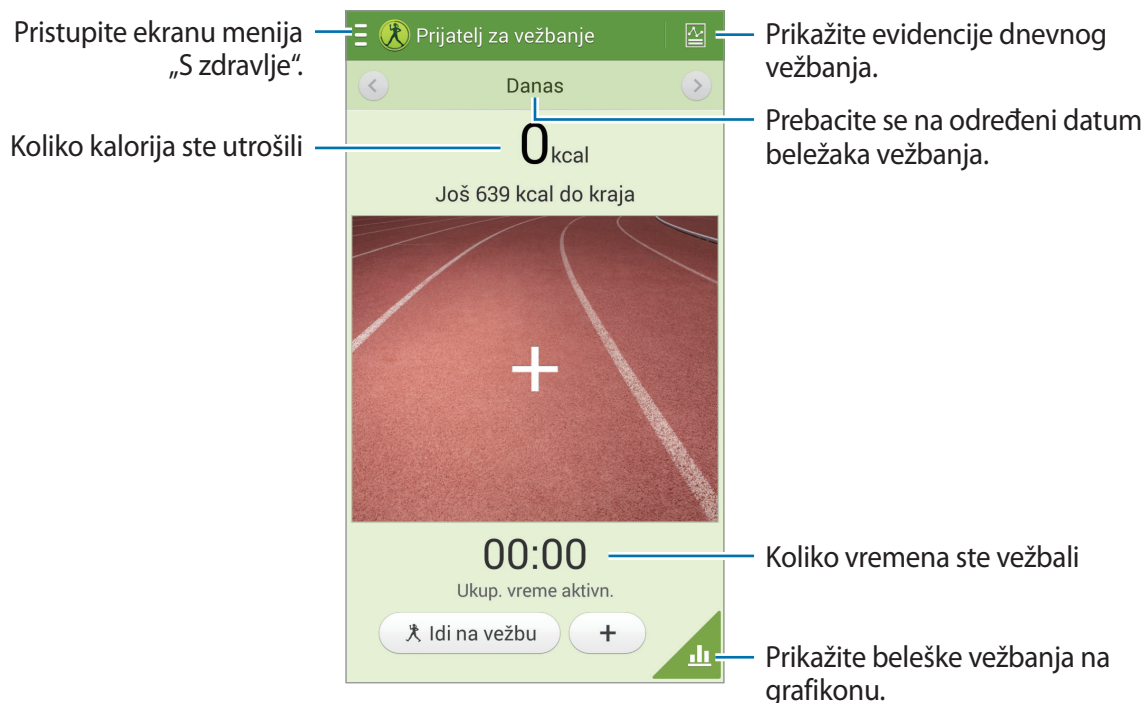 Pristupite ekranu menija
„S zdravlje“.
Prijatelj za vežbanje
Prikažite evidencije dnevnog
vežbanja.
Danas
Prebacite se na određeni datum
beležaka vežbanja.
Koliko kalorija ste utrošili
0 kcal
Još 639 kcal do kraja
00:00
Koliko vremena ste vežbali
Ukup. vreme aktivn.
Idi na vežbu
+
Prikažite beleške vežbanja na
grafikonu.